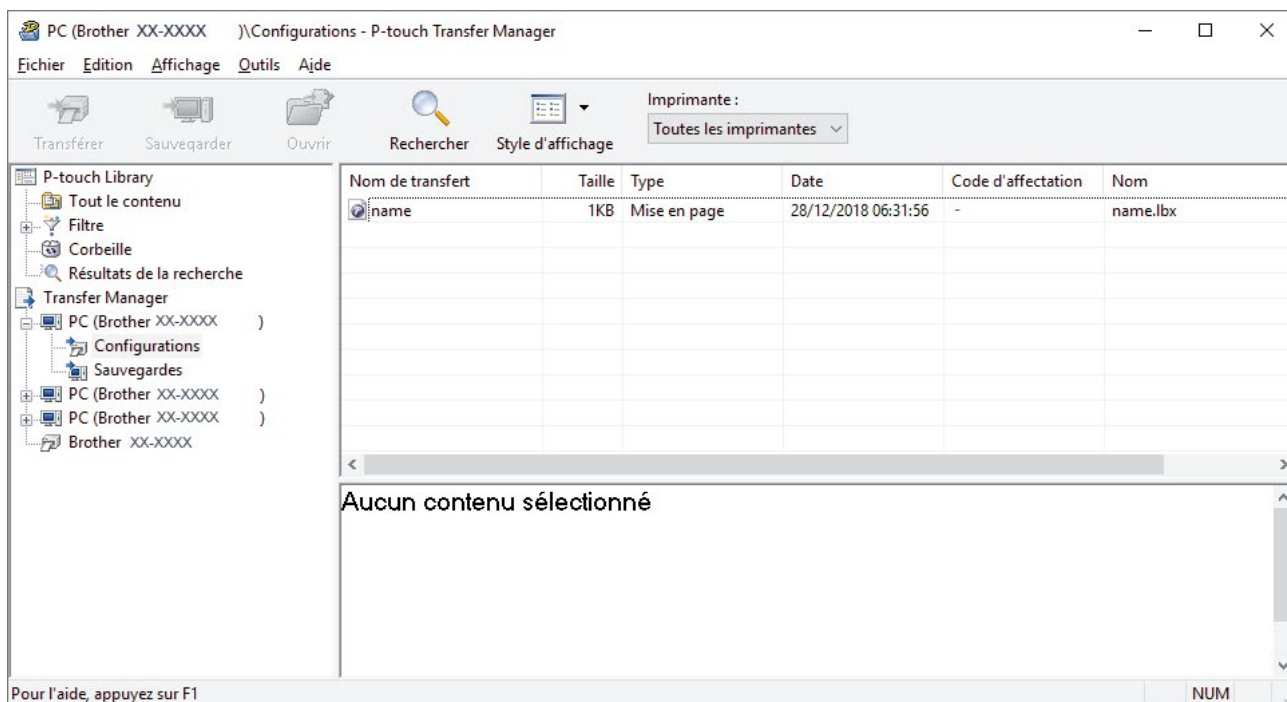 PC (Brother XX-XXXX )\Configurations - P-touch Transfer Manager
Fichier Edition Affichage Outils Aide
Transférer Sauvegarder Ouvrir Rechercher Style d'affichage
Imprimante :
Toutes les imprimantes
P-touch Library
Tout le contenu
Filtre
Corbeille
Résultats de la recherche
Transfer Manager
PC (Brother XX-XXXX )
Configurations
Sauvegardes
PC (Brother XX-XXXX )
PC (Brother XX-XXXX )
Brother XX-XXXX
Nom de transfert Taille Type Date Code d'affectation Nom
name 1KB Mise en page 28/12/2018 06:31:56 - name.lbx
Aucun contenu sélectionné
Pour l'aide, appuyez sur F1 NUM